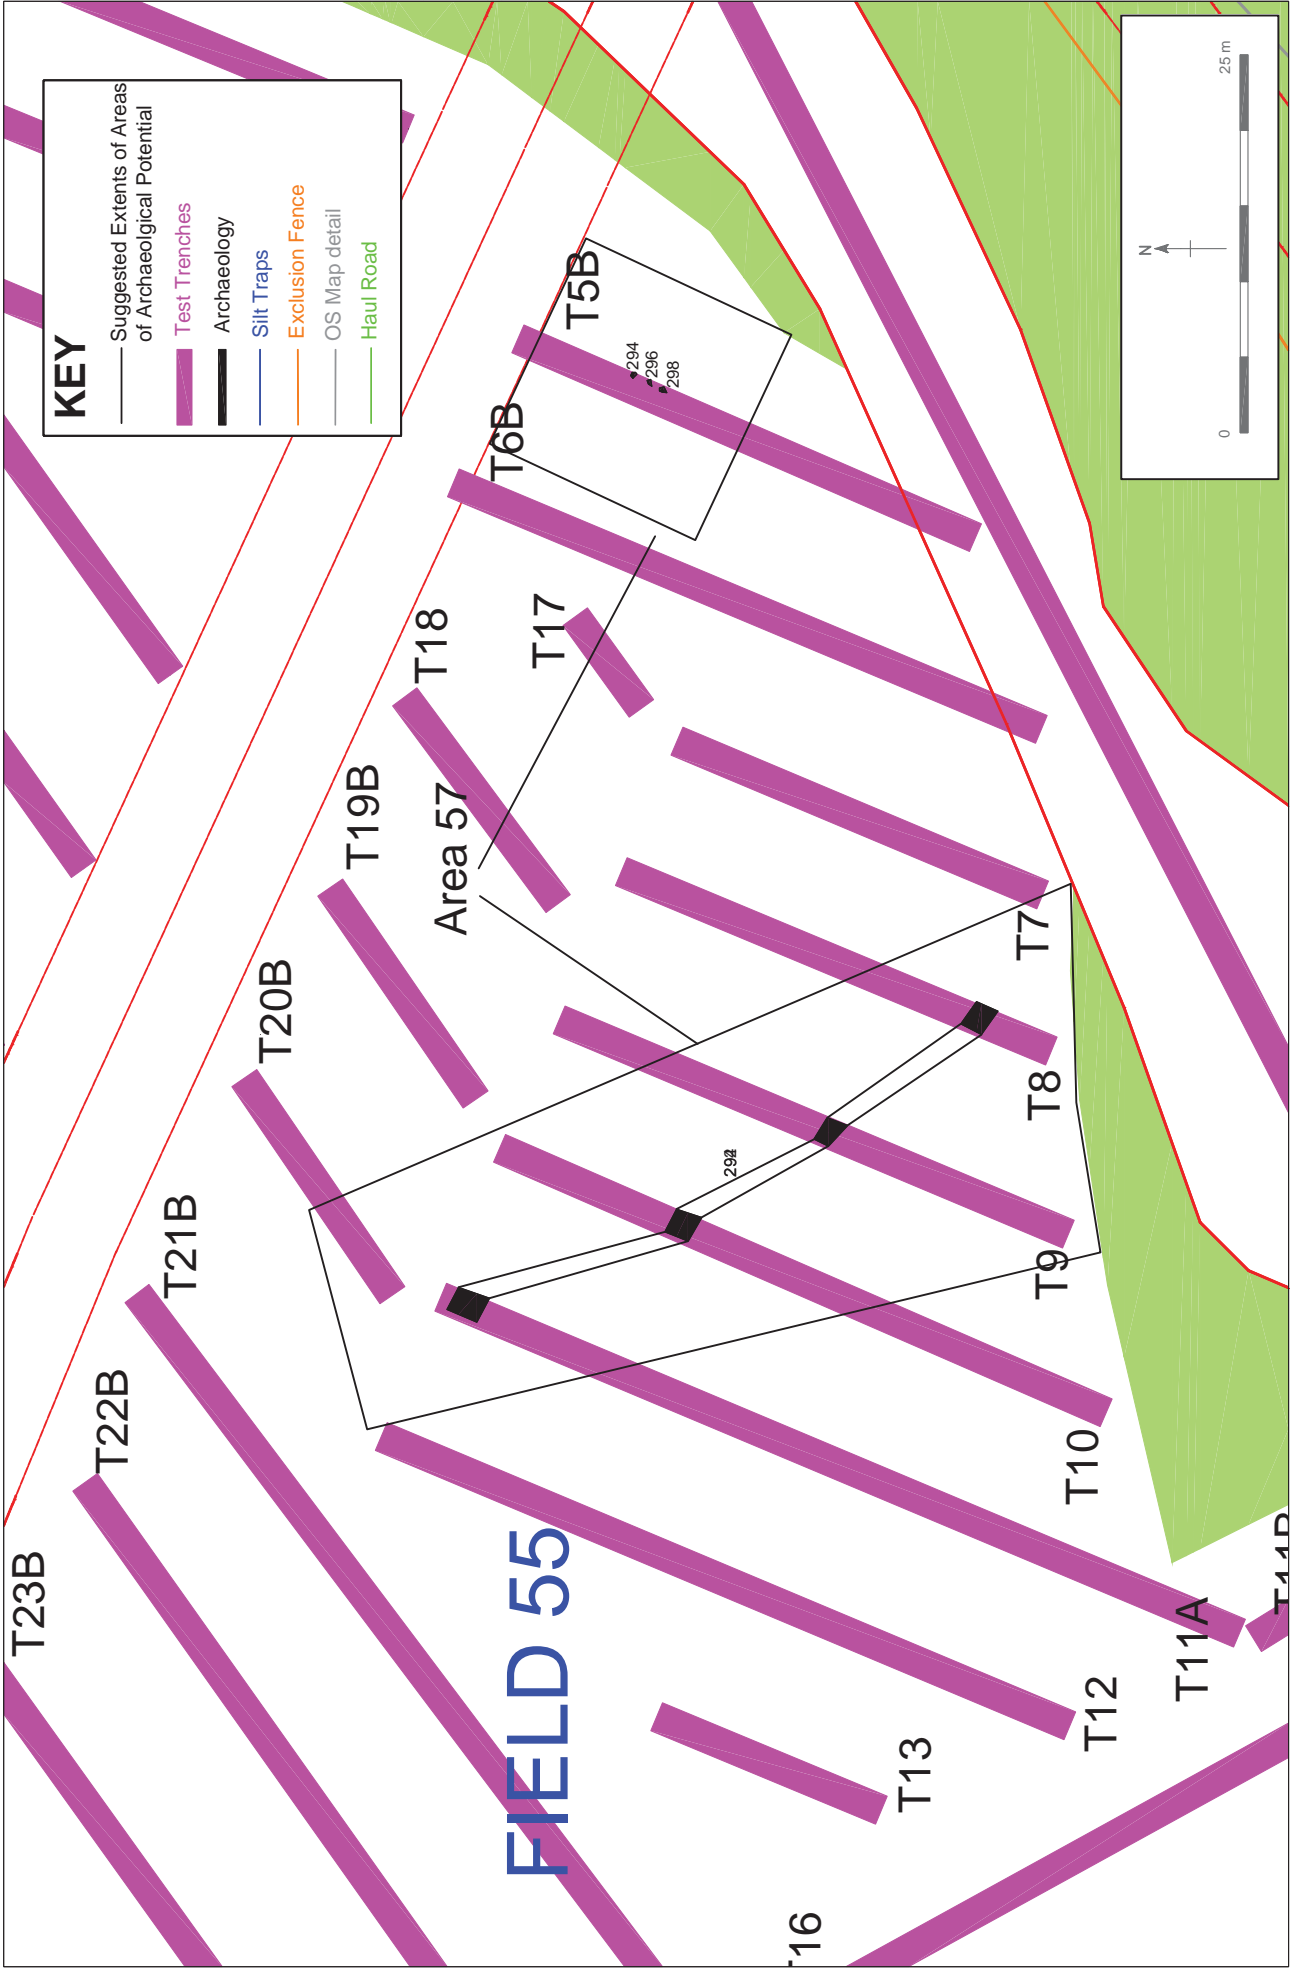 KEY
Suggested Extents of Areas
of Archaeolgical Potential
Test Trenches
Archaeology
Silt Traps
Exclusion Fence
OS Map detail
Haul Road
T23B
T22B
T21B
T20B
T19B
T18
T17
T6B
T5B
Area 57
294
296
298
FIELD 55
T16
T13
T12
T11A
T11B
T10
T9
T8
T7
N
0
25 m